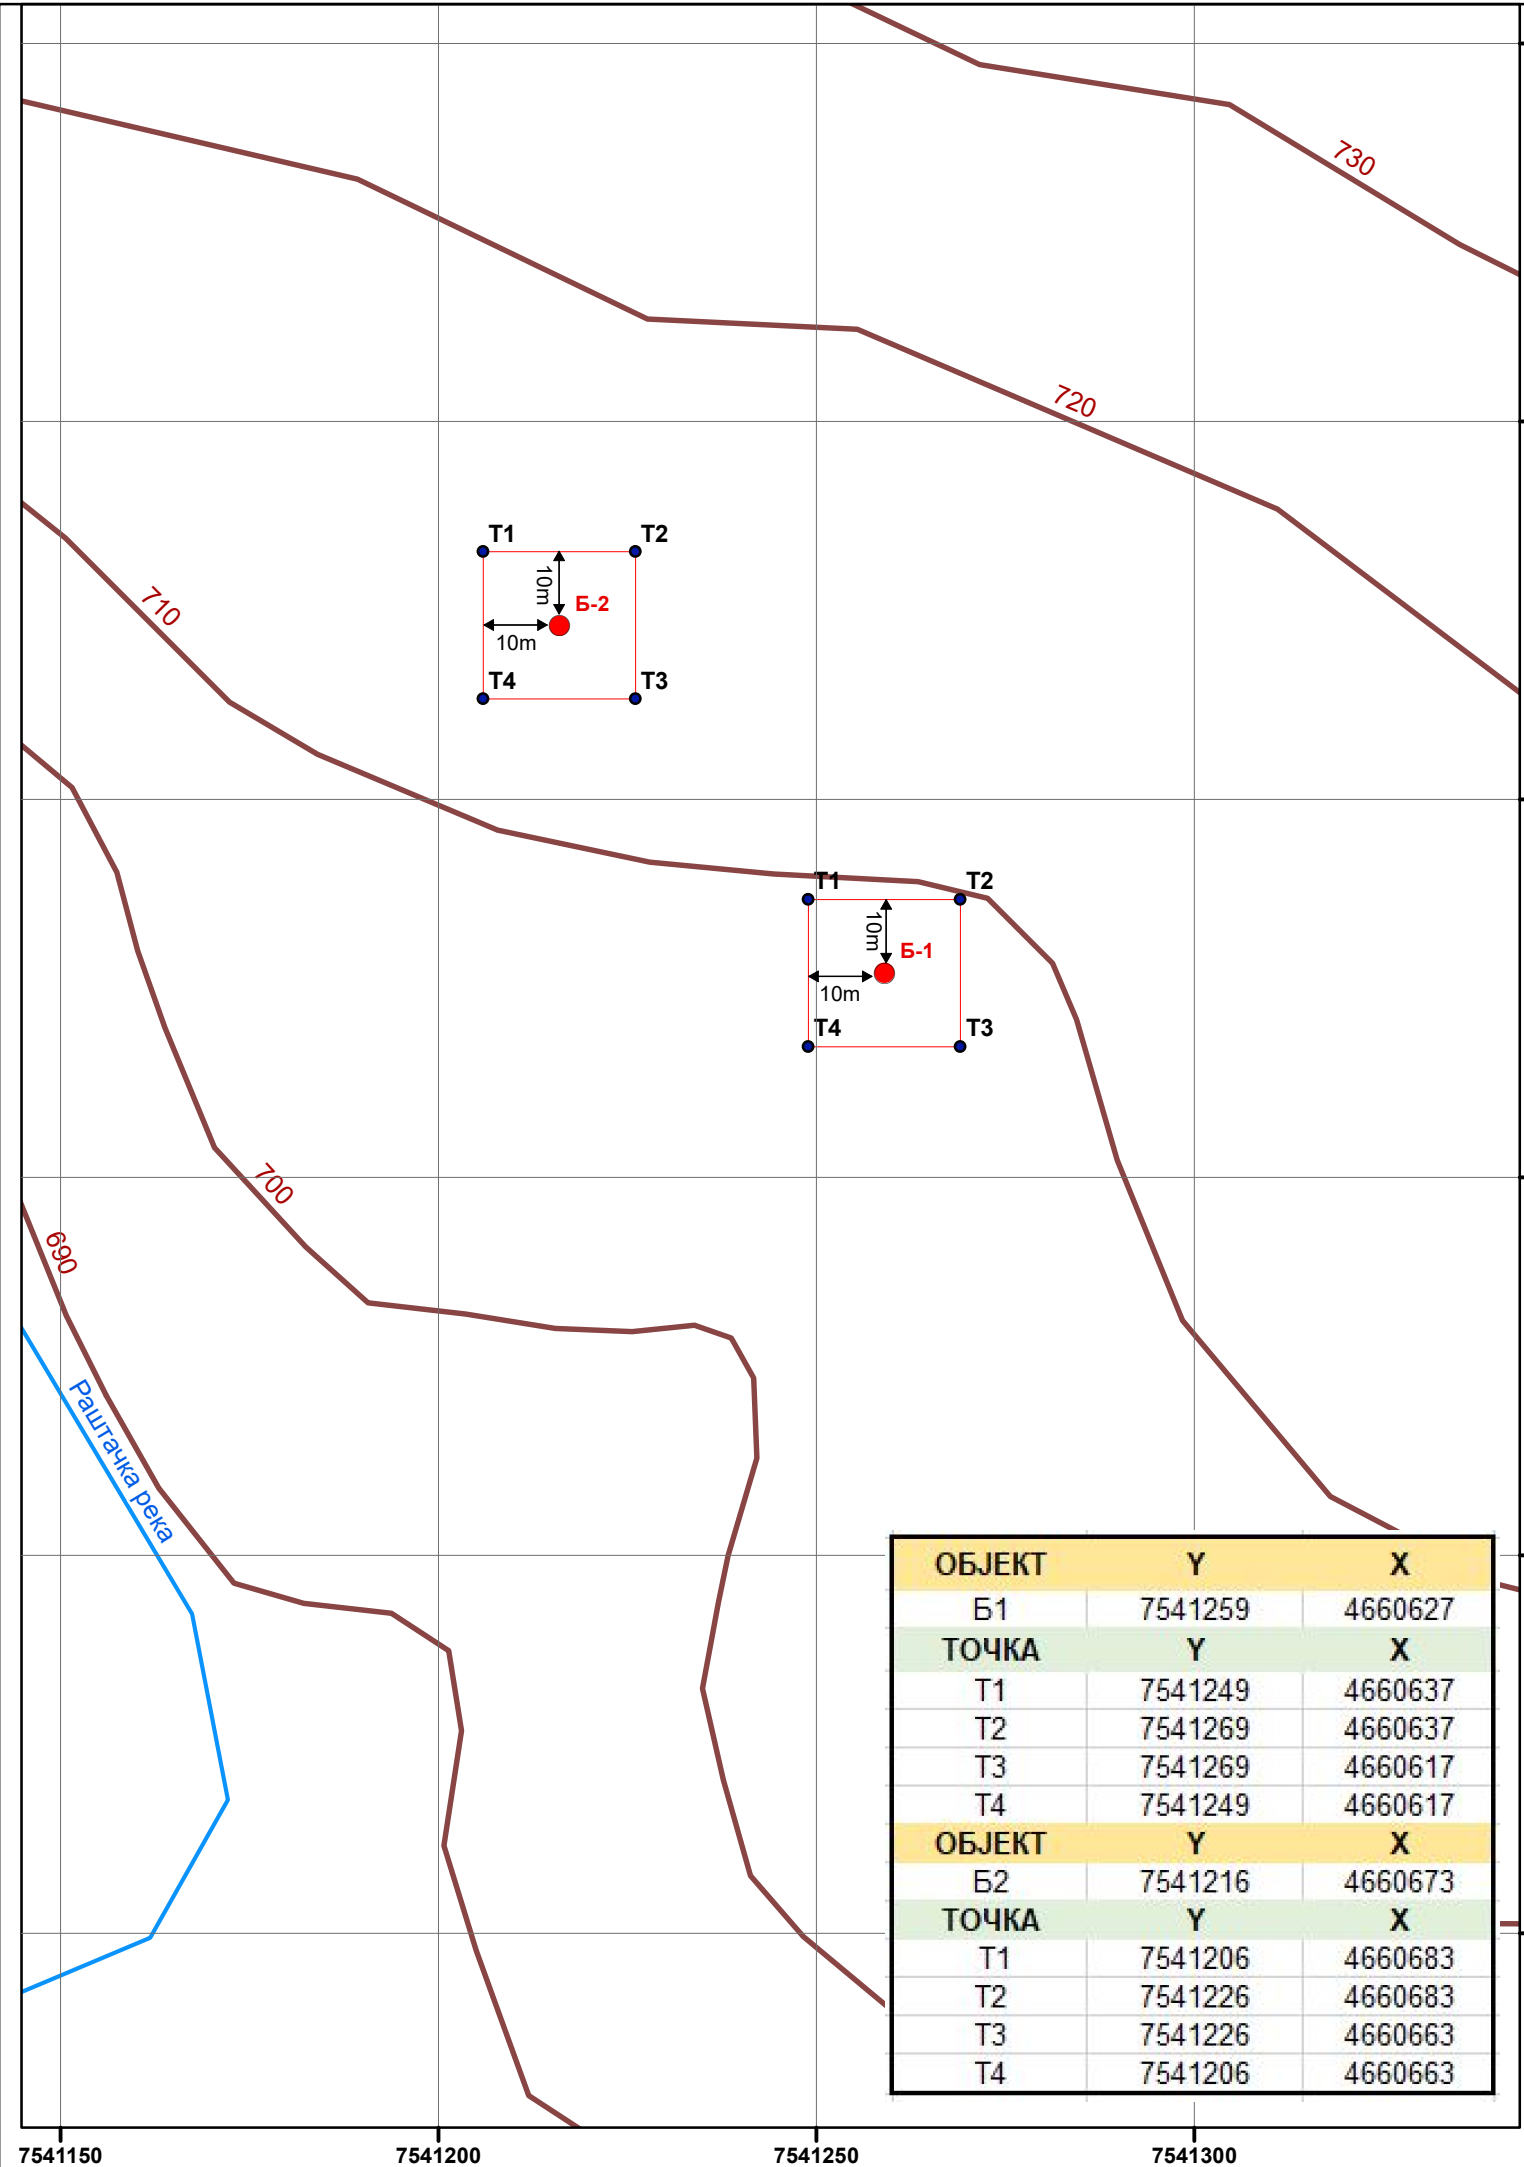 730
720
T1 T2
10m
Б-2
10m
T4 T3
710
T1 T2
10m
Б-1
10m
T4 T3
700
690
Раштачка река
ОБЈЕКТ Y X
Б1 7541259 4660627
ТОЧКА Y X
T1 7541249 4660637
T2 7541269 4660637
T3 7541269 4660617
T4 7541249 4660617
ОБЈЕКТ Y X
Б2 7541216 4660673
ТОЧКА Y X
T1 7541206 4660683
T2 7541226 4660683
T3 7541226 4660663
T4 7541206 4660663
7541150 7541200 7541250 7541300